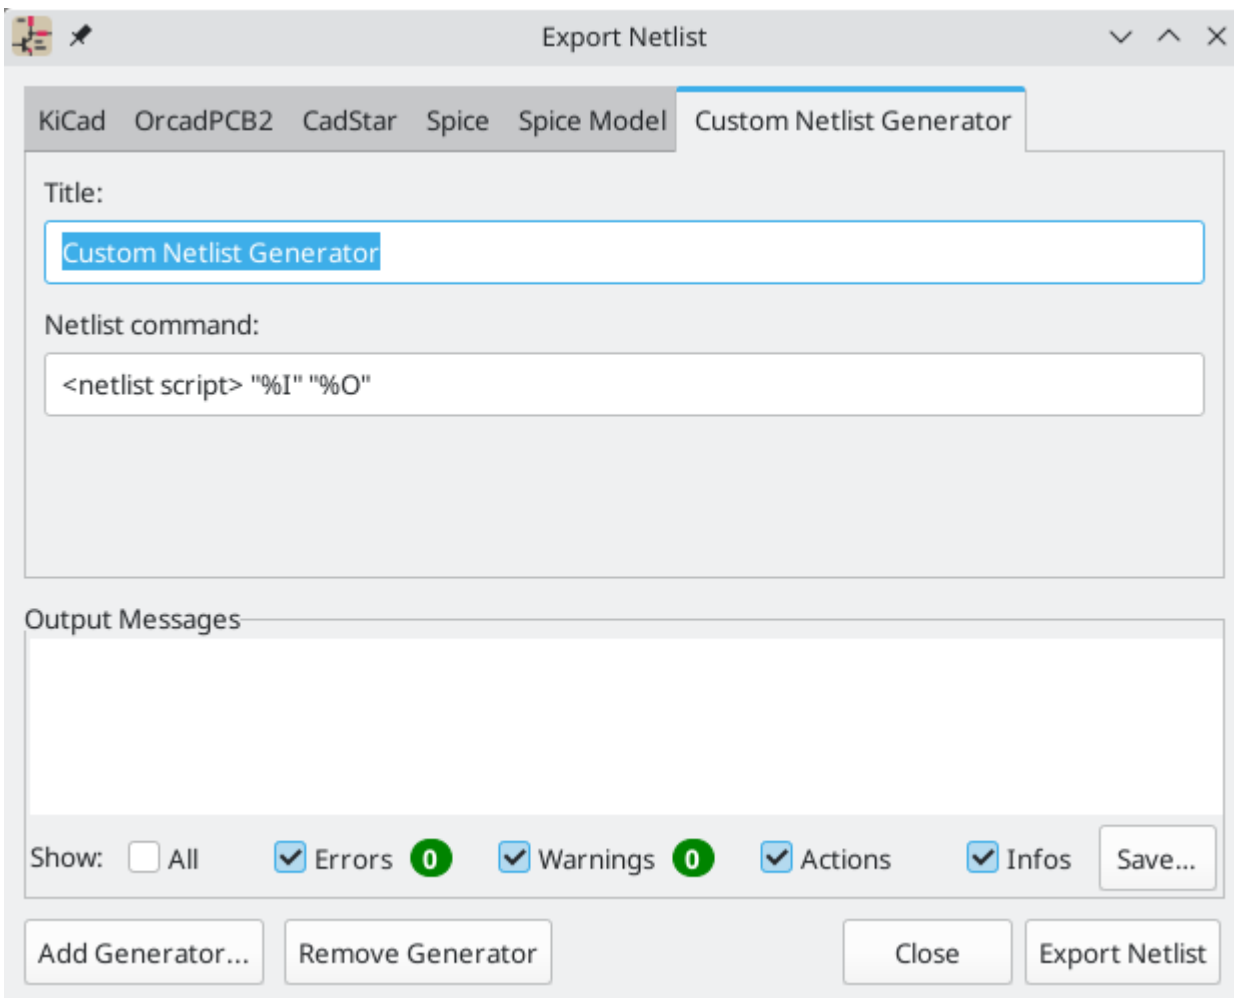 Export Netlist
KiCad OrcadPCB2 CadStar Spice Spice Model Custom Netlist Generator
Title:
Custom Netlist Generator
Netlist command:
<netlist script> "%I" "%O"
Output Messages
Show: All Errors 0 Warnings 0 Actions Infos Save...
Add Generator... Remove Generator Close Export Netlist